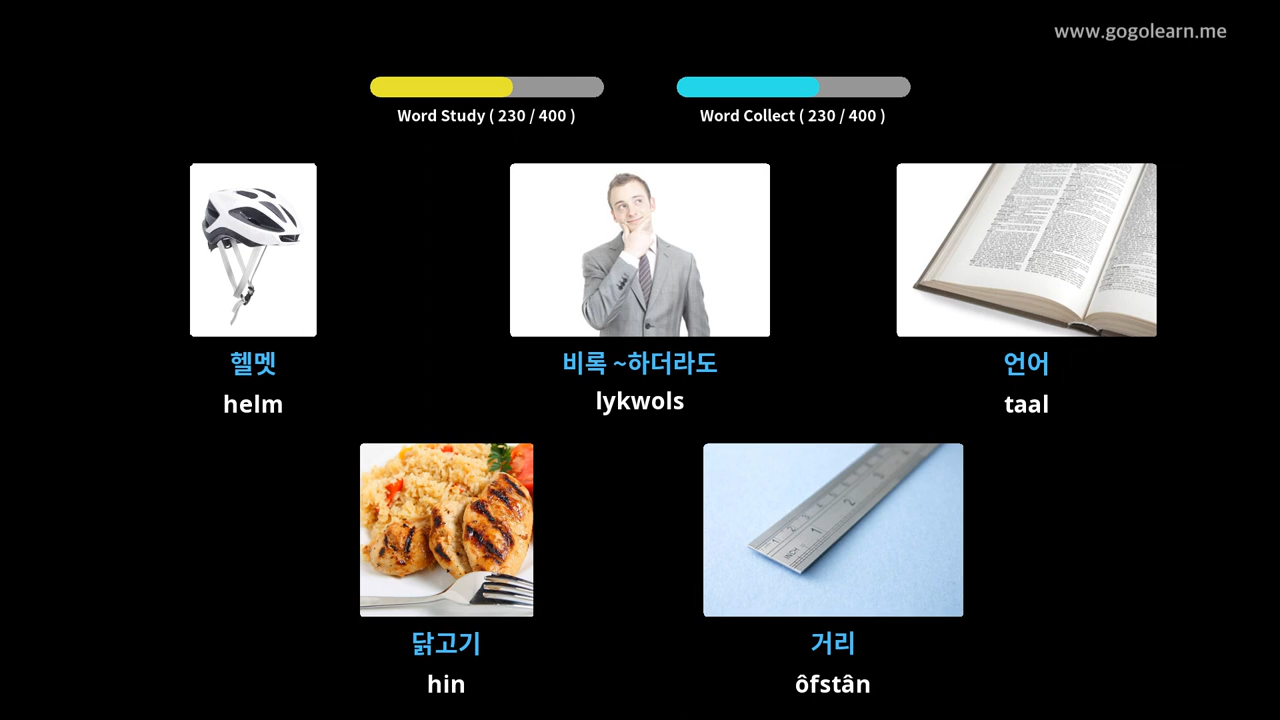 www.gogolearn.me
Word Study ( 230 / 400 )
Word Collect ( 230 / 400 )
헬멧
helm
비록 ~하더라도
lykwols
언어
taal
닭고기
hin
거리
ôfstân